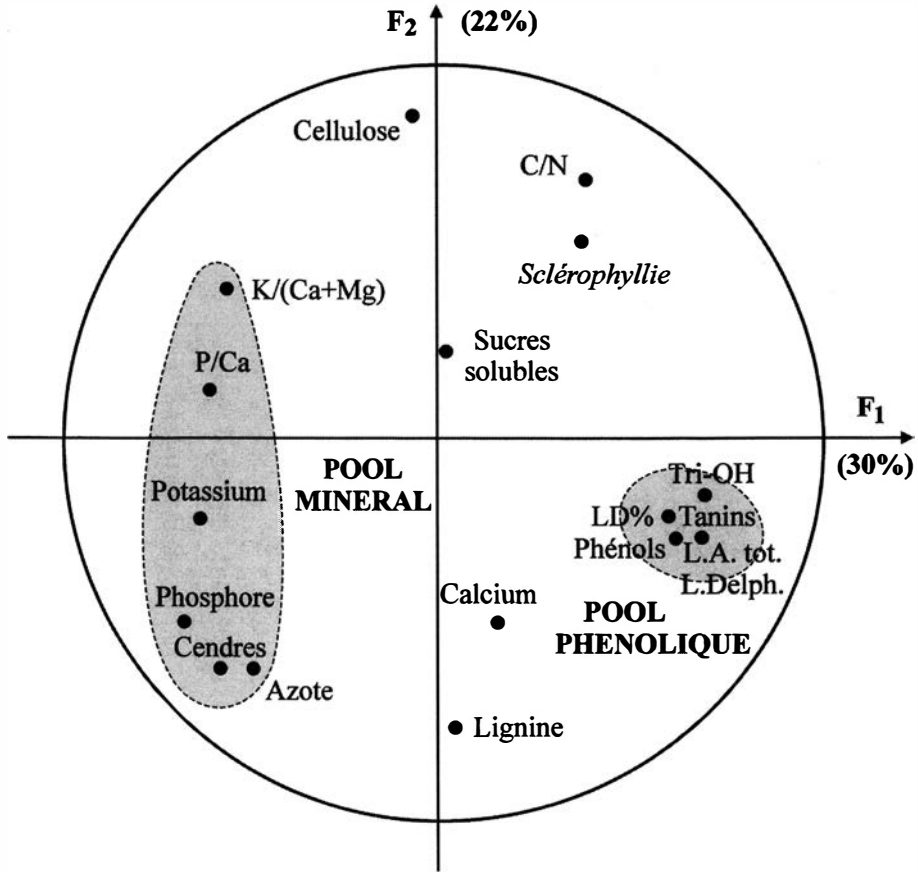 F2 (22%)
Cellulose
C/N
Sclérophyllie
K/(Ca+Mg)
Sucres
solubles
P/Ca
F1
(30%)
POOL
MINERAL
Tri-OH
Potassium
LD% Tanins
Phénols L.A. tot.
L.Delph.
Phosphore
Calcium
POOL
PHENOLIQUE
Cendres
Azote
Lignine